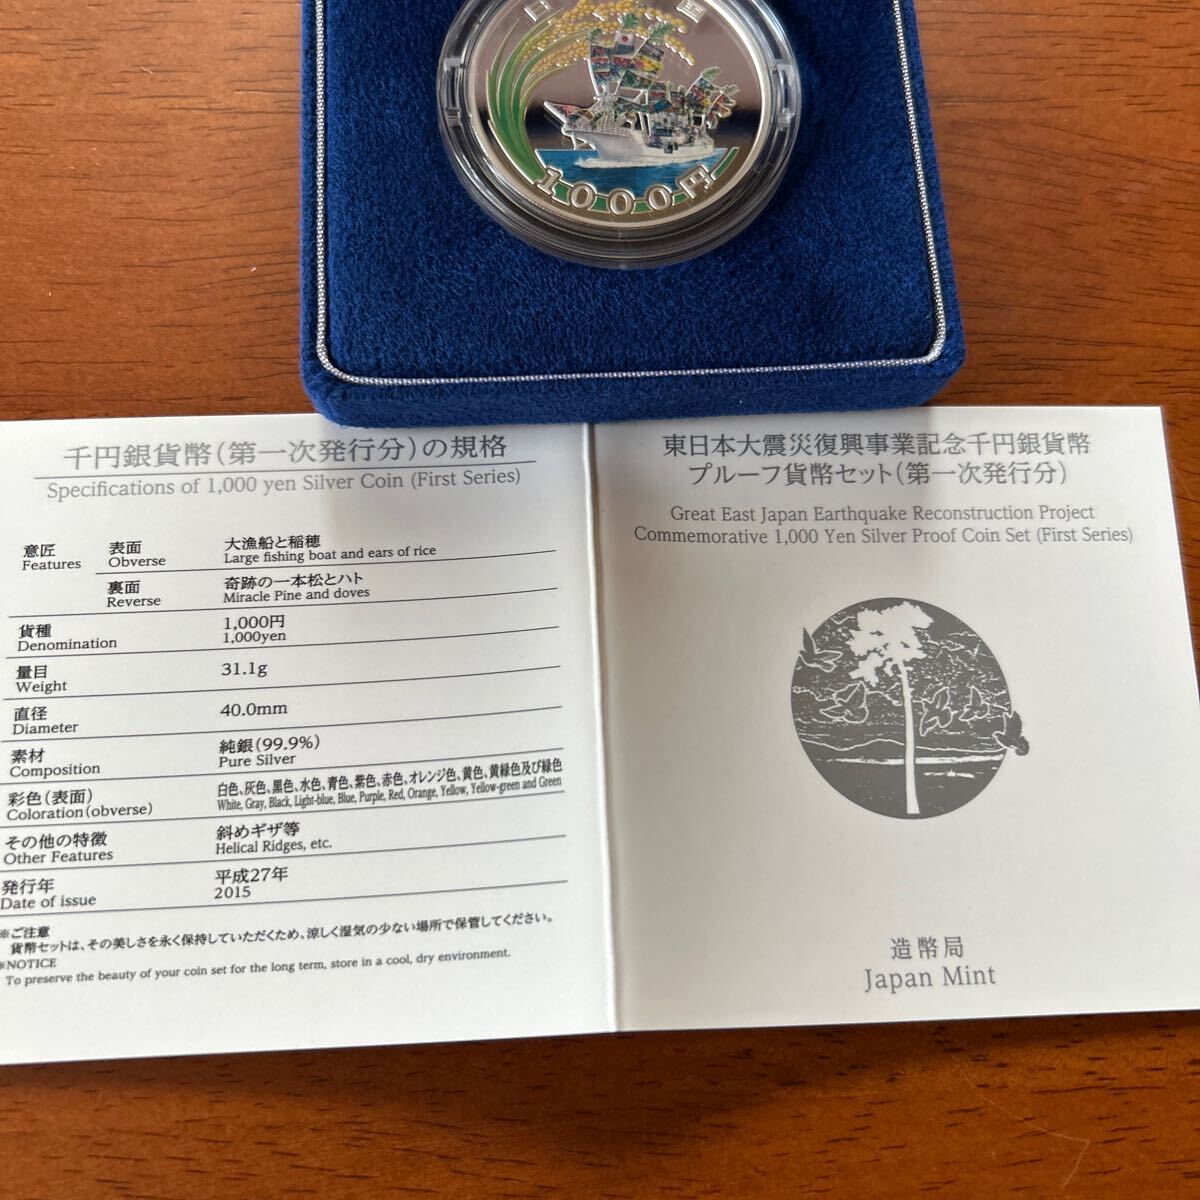 日本国
1000円
千円銀貨幣(第一次発行分)の規格
Specifications of 1,000 yen Silver Coin (First Series)
意匠 表面 大漁船と稲穂
Features Obverse Large fishing boat and ears of rice
裏面 奇跡の一本松とハト
Reverse Miracle Pine and doves
貨種 1,000円
Denomination 1,000yen
量目 31.1g
Weight
直径 40.0mm
Diameter
素材 純銀(99.9%)
Composition Pure Silver
彩色(表面) 白色、灰色、黒色、水色、青色、紫色、赤色、オレンジ色、黄色、黄緑色及び緑色
Coloration(obverse) White, Gray, Black, Light-blue, Blue, Purple, Red, Orange, Yellow, Yellow-green and Green
その他の特徴 斜めギザ等
Other Features Helical Ridges, etc.
発行年 平成27年
Date of issue 2015
※ご注意
貨幣セットは、その美しさを永く保持していただくため、涼しく湿気の少ない場所で保管してください。
※NOTICE
To preserve the beauty of your coin set for the long term, store in a cool, dry environment.
東日本大震災復興事業記念千円銀貨幣
プルーフ貨幣セット(第一次発行分)
Great East Japan Earthquake Reconstruction Project
Commemorative 1,000 Yen Silver Proof Coin Set (First Series)
造幣局
Japan Mint